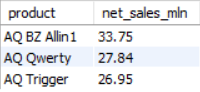 product net_sales_mln
AQ BZ Allin1 33.75
AQ Qwerty 27.84
AQ Trigger 26.95